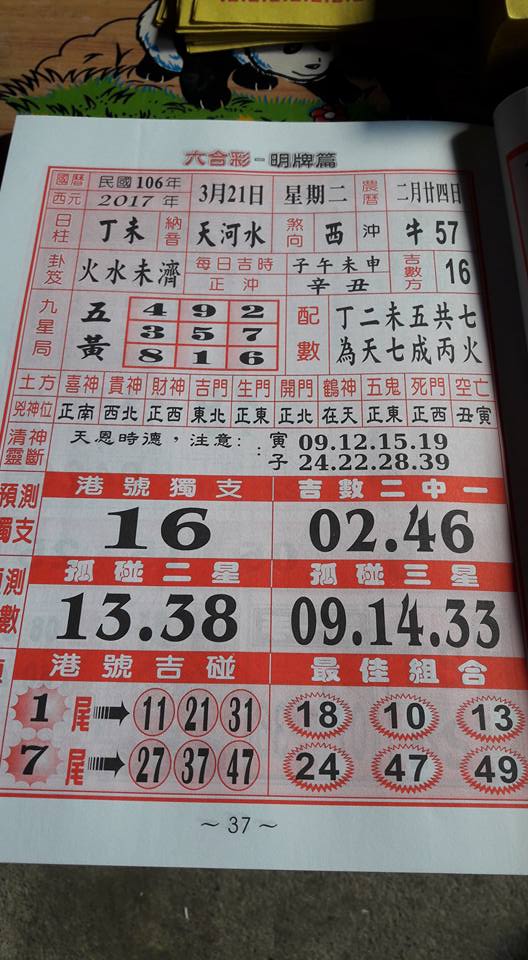 六合彩-明牌篇
國曆 民國106年 3月21日 星期二 農曆 二月廿四日
西元 2017年
日柱 丁未 納音 天河水 煞向 西 沖 牛57
卦笈 火水未濟 每日吉時 子午未申 吉數方 16
正沖 辛丑
九星局 五黃 配數
4 9 2
3 5 7
8 1 6
丁二未五共七
為天七成丙火
土方 喜神 貴神 財神 吉門 生門 開門 鶴神 五鬼 死門 空亡
兇神位 正南 西北 正西 東北 正東 正北 在天 正東 正西 丑寅
清神靈斷 天恩時德,注意: 寅 09.12.15.19
: 子 24.22.28.39
預測獨支 港號獨支 吉數二中一
16 02.46
預測 數 孤碰二星 孤碰三星
13.38 09.14.33
港號吉碰 最佳組合
1尾 11 21 31 18 10 13
7尾 27 37 47 24 47 49
~37~